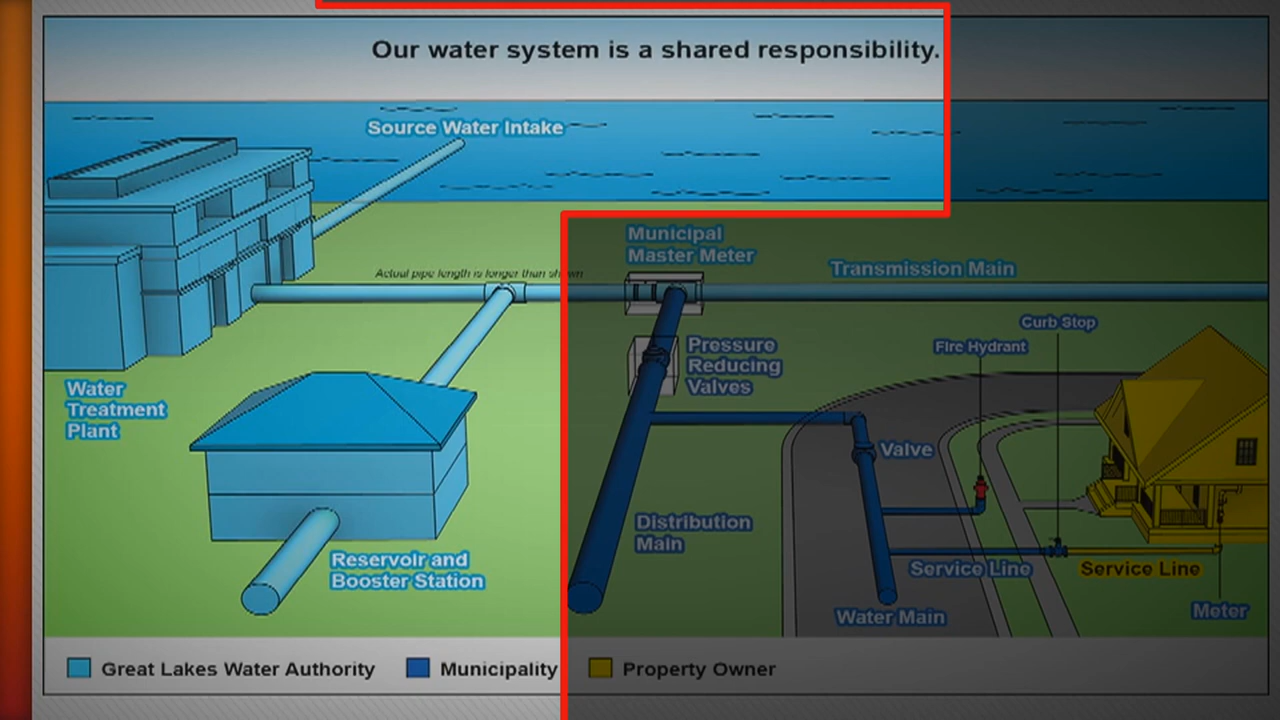 Our water system is a shared responsibility.
Source Water Intake
Municipal
Master Meter
Transmission Main
Actual pipe length is longer than shown
Curb Stop
Fire Hydrant
Pressure
Reducing
Valves
Water
Treatment
Plant
Valve
Distribution
Main
Reservoir and
Booster Station
Service Line
Service Line
Water Main
Meter
Great Lakes Water Authority
Municipality
Property Owner